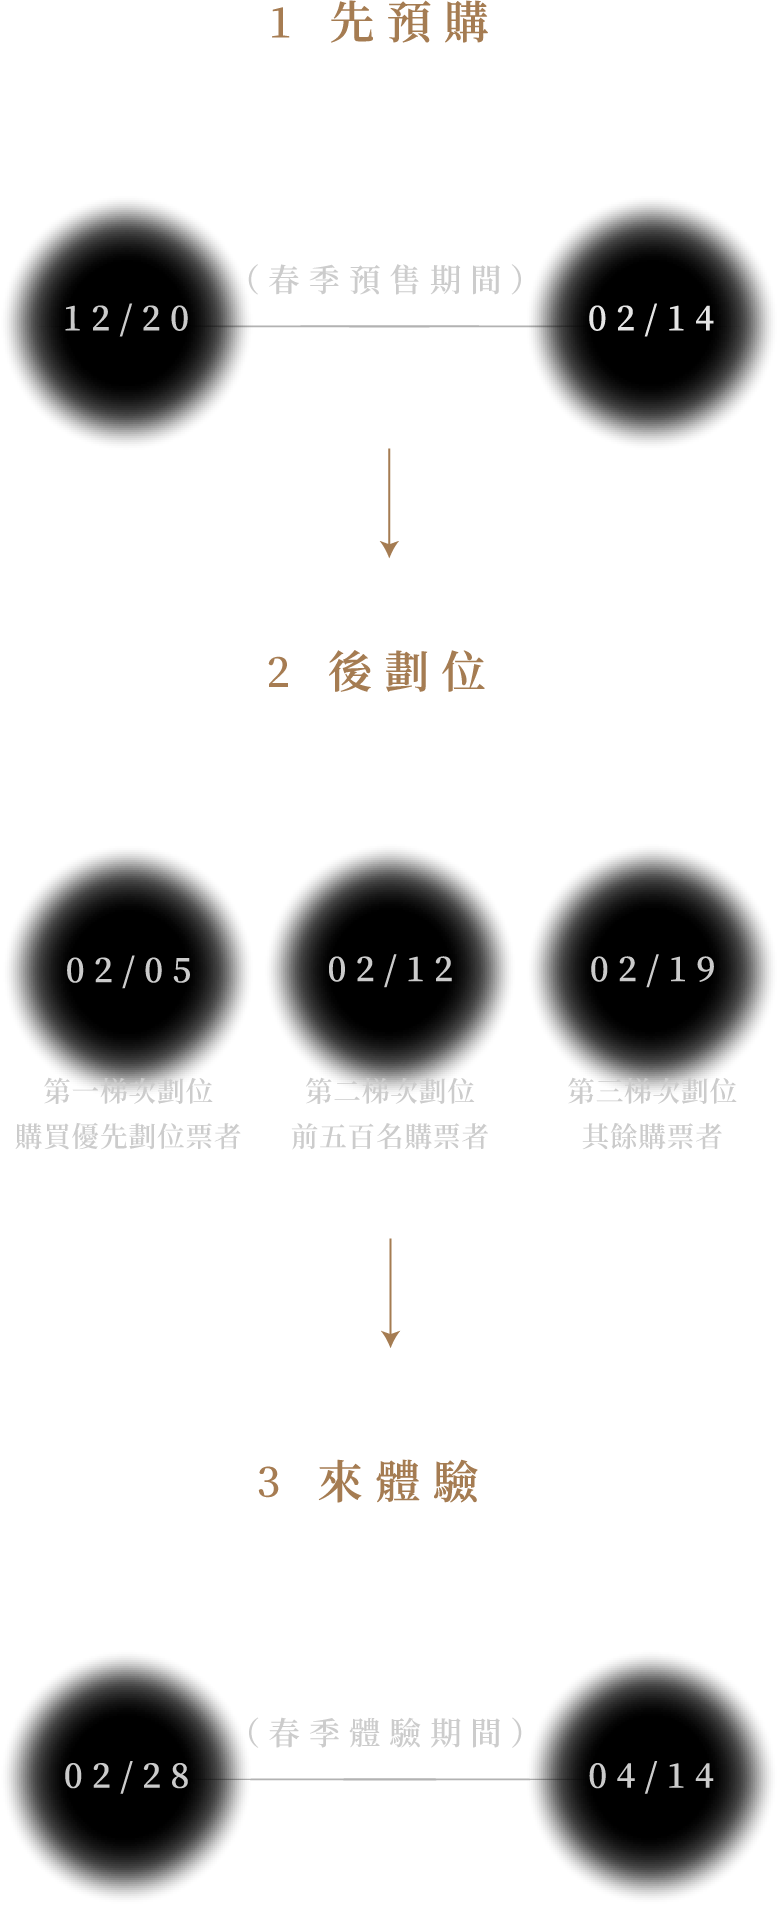 1 先預購
（春季預售期間）
12/20 02/14
2 後劃位
02/05 02/12 02/19
第一梯次劃位 第二梯次劃位 第三梯次劃位
購買優先劃位票者 前五百名購票者 其餘購票者
3 來體驗
（春季體驗期間）
02/28 04/14